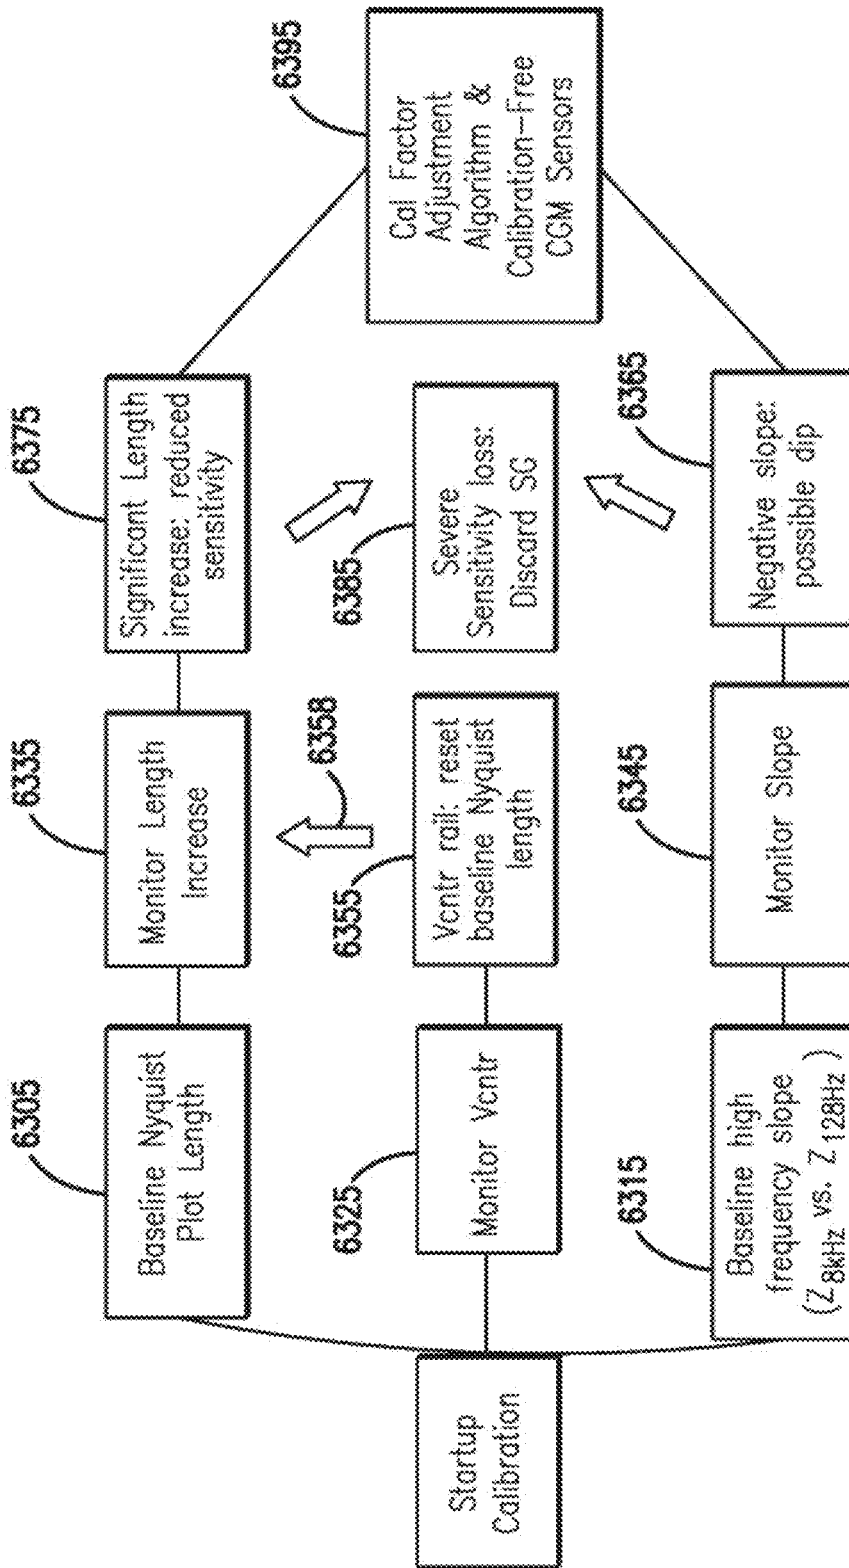 Startup
Calibration
6305
Baseline Nyquist
Plot Length
6325
Monitor Vcntr
6315
Baseline high
frequency slope
(Z8kHz vs. Z128Hz)
6335
Monitor Length
Increase
6358
6355
Vcntr rail: reset
baseline Nyquist
length
6345
Monitor Slope
6375
Significant Length
increase: reduced
sensitivity
6385
Severe
Sensitivity loss:
Discard SG
6365
Negative slope:
possible dip
6395
Cal Factor
Adjustment
Algorithm &
Calibration-Free
CGM Sensors